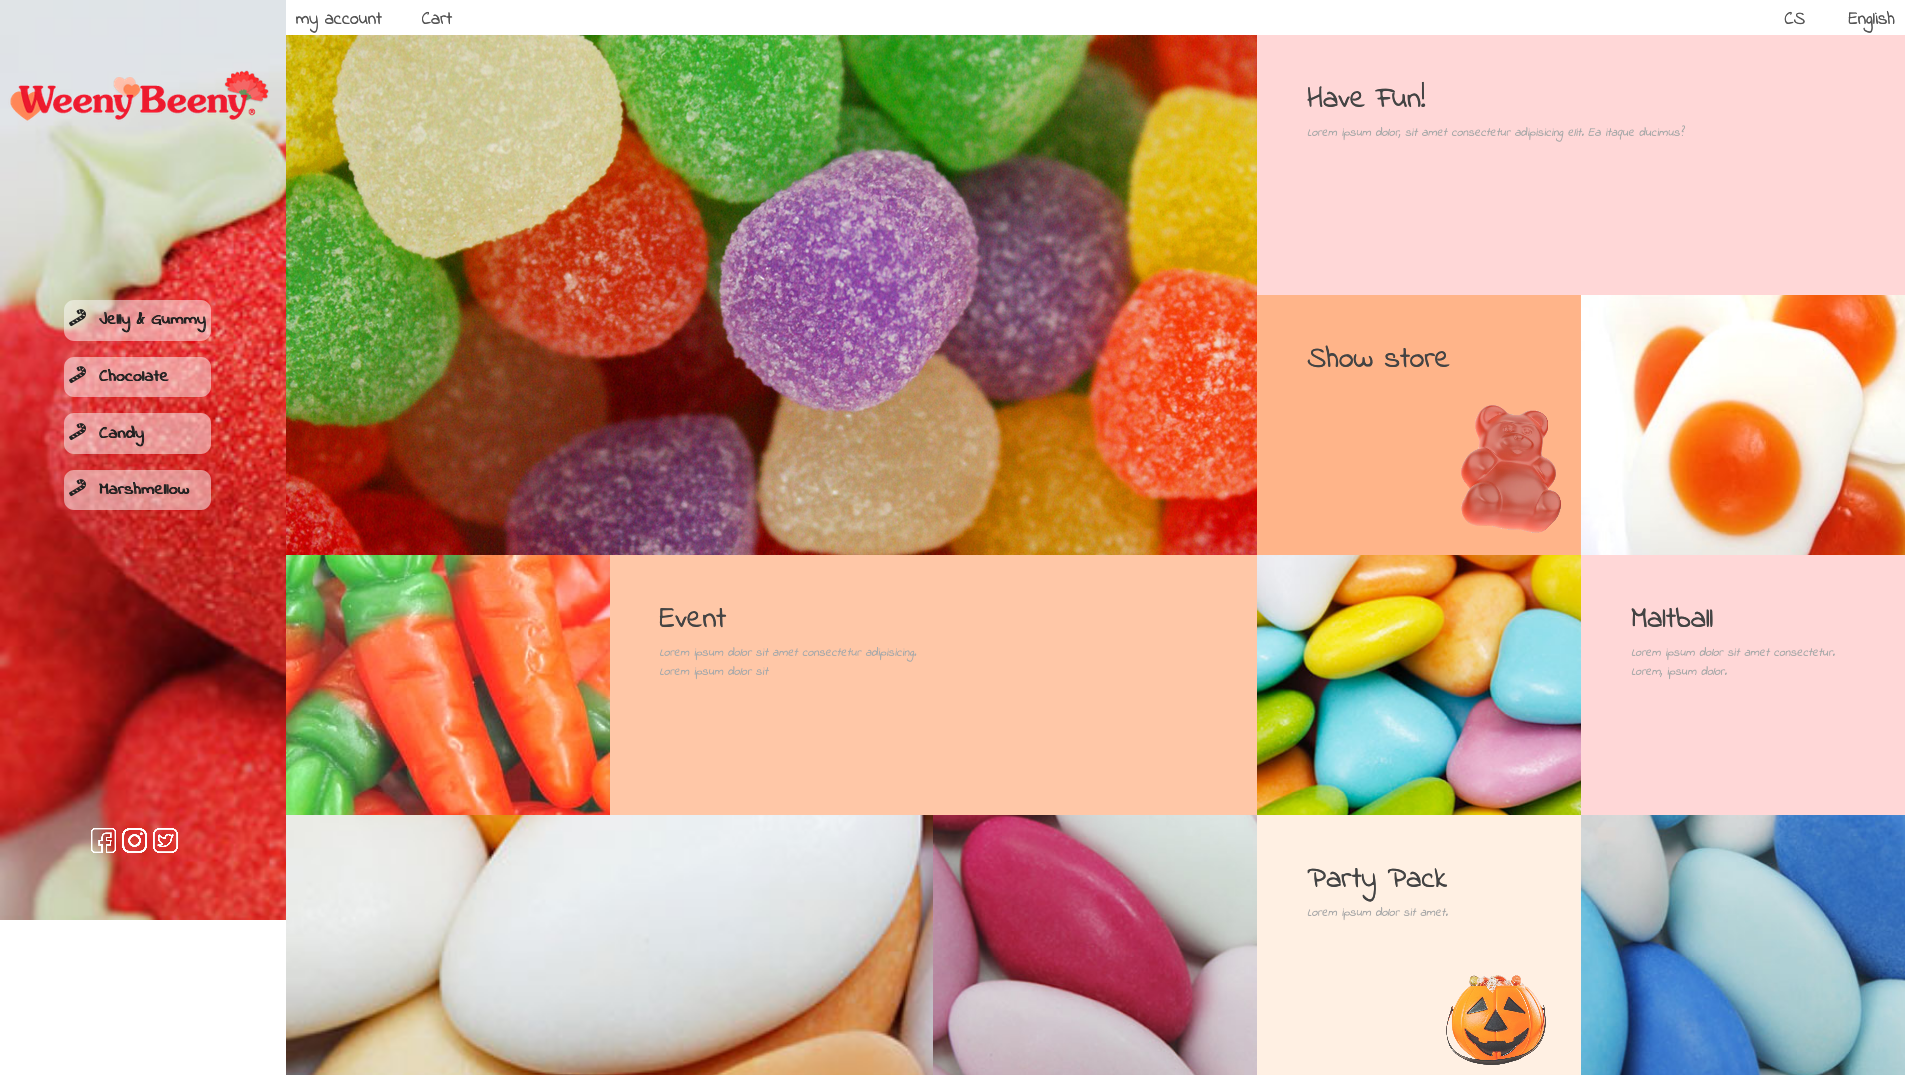 my account
Cart
CS
English
Weeny Beeny®
Jelly & Gummy
Chocolate
Candy
Marshmellow
Have Fun!
Lorem ipsum dolor, sit amet consectetur adipisicing elit. Ea itaque ducimus?
Show store
Event
Lorem ipsum dolor sit amet consectetur adipisicing.
Lorem ipsum dolor sit
Maltball
Lorem ipsum dolor sit amet consectetur.
Lorem, ipsum dolor.
Party Pack
Lorem ipsum dolor sit amet.